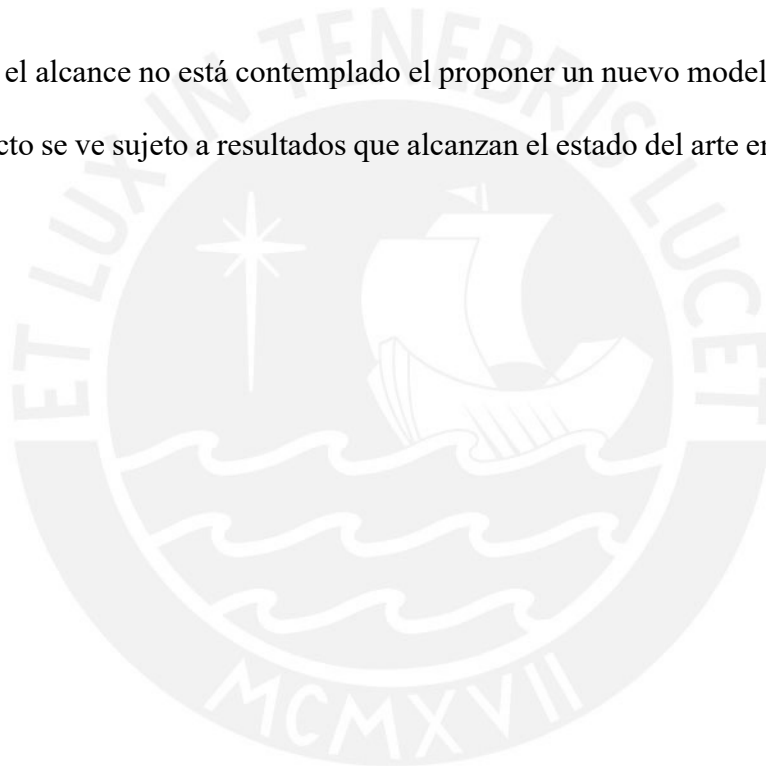 el alcance no está contemplado el proponer un nuevo model
cto se ve sujeto a resultados que alcanzan el estado del arte en
ET LUX IN TENEBRIS LUCET
MCMXVII